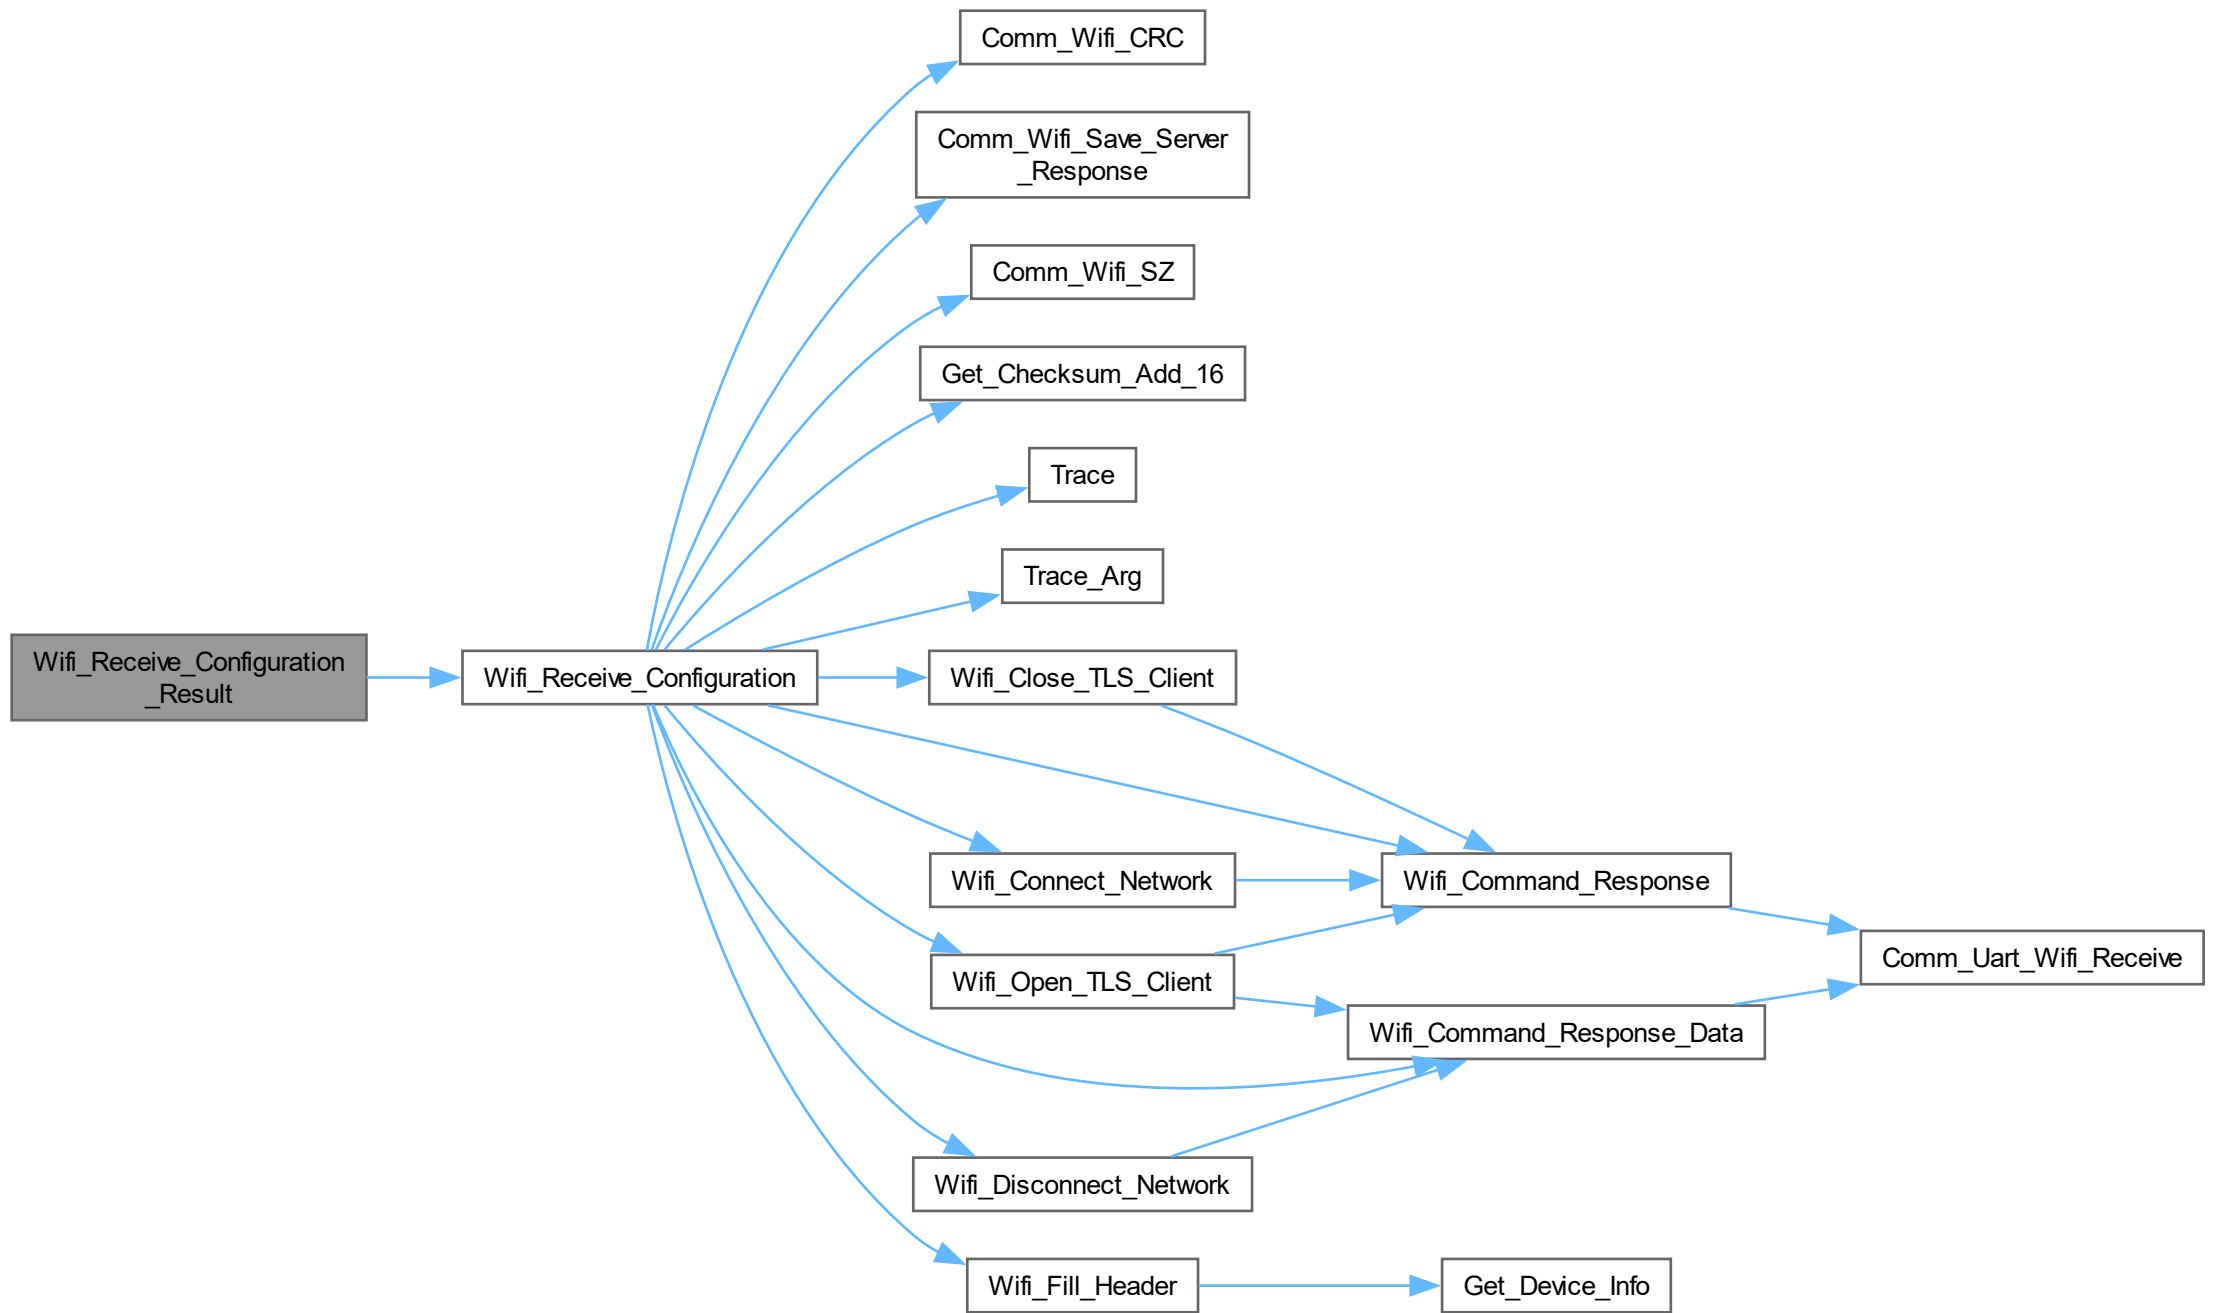 Comm_Wifi_CRC
Comm_Wifi_Save_Server
_Response
Comm_Wifi_SZ
Get_Checksum_Add_16
Trace
Trace_Arg
Wifi_Receive_Configuration
_Result
Wifi_Receive_Configuration
Wifi_Close_TLS_Client
Wifi_Connect_Network
Wifi_Command_Response
Wifi_Open_TLS_Client
Comm_Uart_Wifi_Receive
Wifi_Command_Response_Data
Wifi_Disconnect_Network
Wifi_Fill_Header
Get_Device_Info